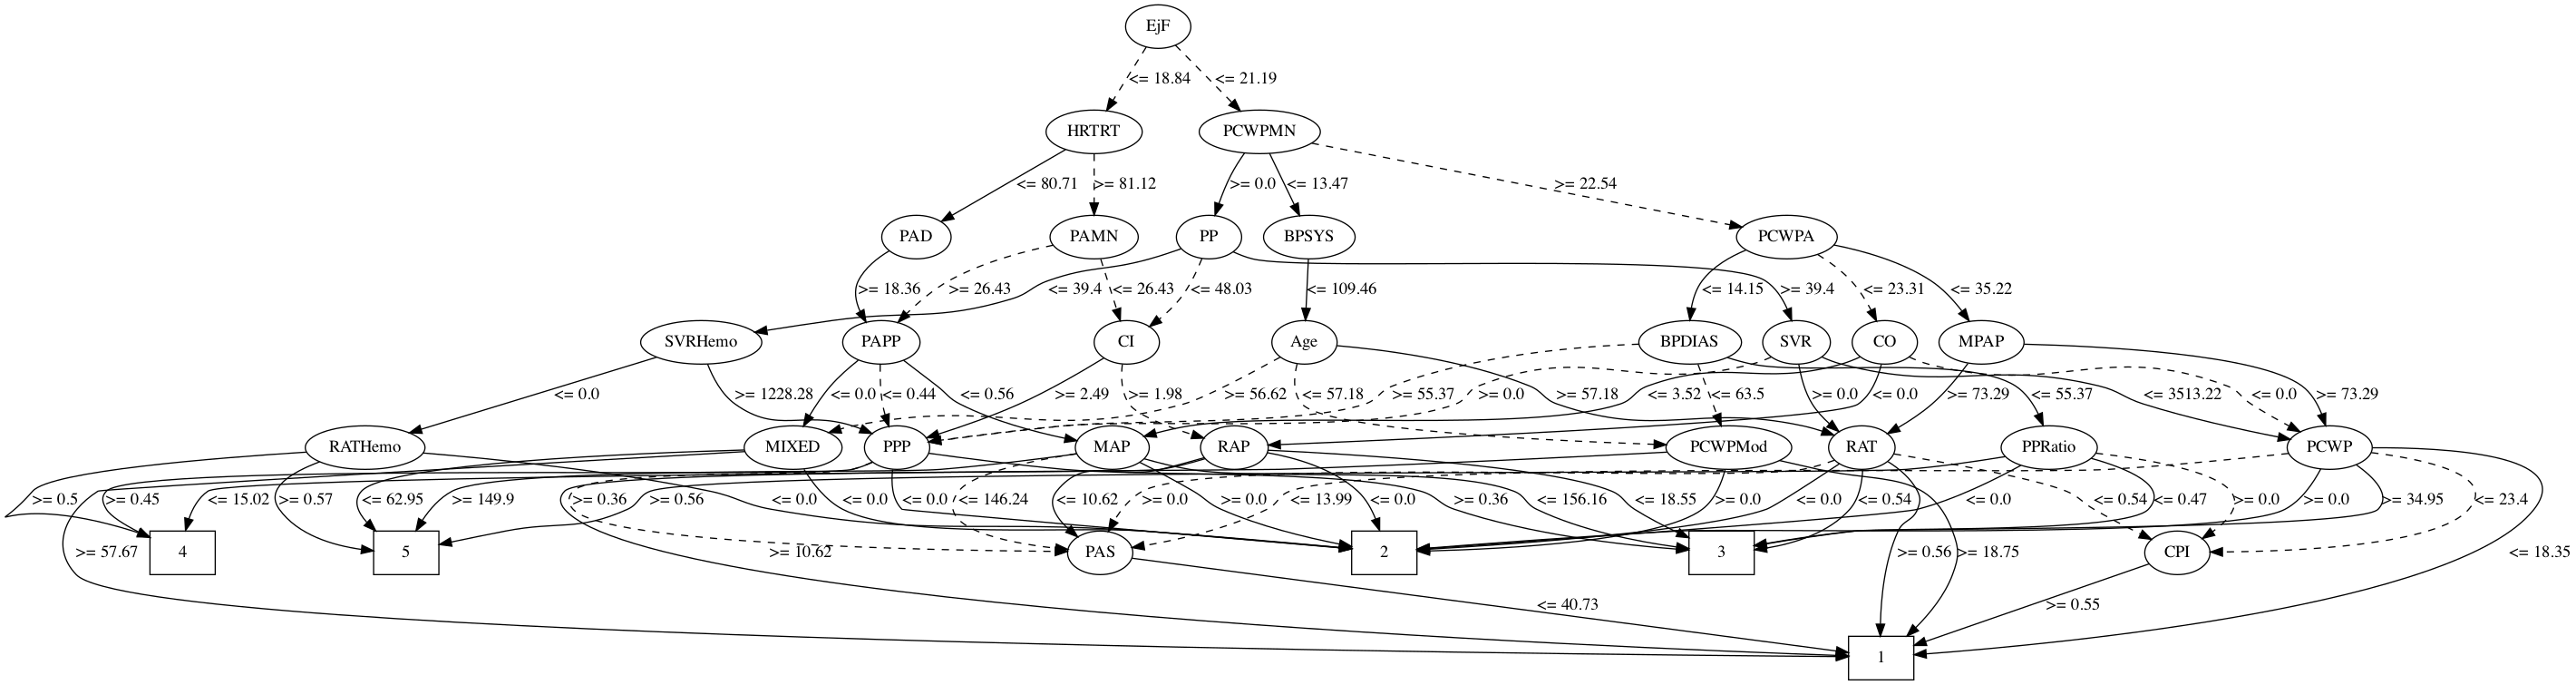 EjF
<= 18.84
<= 21.19
HRTRT
PCWPMN
<= 80.71
>= 81.12
>= 0.0
<= 13.47
>= 22.54
PAD
PAMN
PP
BPSYS
PCWPA
>= 18.36
>= 26.43
<= 39.4
<= 26.43
<= 48.03
<= 109.46
<= 14.15
>= 39.4
<= 23.31
<= 35.22
SVRHemo
PAPP
CI
Age
BPDIAS
SVR
CO
MPAP
<= 0.0
>= 1228.28
<= 0.0
<= 0.44
<= 0.56
>= 2.49
>= 1.98
>= 56.62
<= 57.18
>= 55.37
>= 0.0
>= 57.18
<= 3.52
<= 63.5
>= 0.0
<= 0.0
>= 73.29
<= 55.37
<= 3513.22
<= 0.0
>= 73.29
RATHemo
MIXED
PPP
MAP
RAP
PCWPMod
RAT
PPRatio
PCWP
>= 0.5
>= 0.45
<= 15.02
>= 0.57
<= 62.95
>= 149.9
>= 0.36
>= 0.56
<= 0.0
<= 0.0
<= 0.0
<= 146.24
<= 10.62
>= 0.0
>= 0.0
<= 13.99
<= 0.0
>= 0.36
<= 156.16
<= 18.55
>= 0.0
<= 0.0
<= 0.54
<= 0.0
<= 0.54
<= 0.47
>= 0.0
>= 0.0
>= 34.95
<= 23.4
4
5
PAS
2
3
CPI
>= 57.67
>= 10.62
>= 0.56
>= 18.75
<= 18.35
<= 40.73
>= 0.55
1